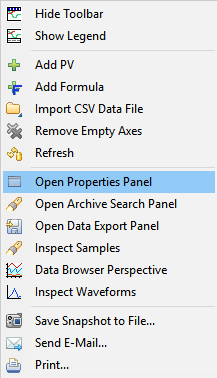 Hide Toolbar
Show Legend
Add PV
Add Formula
Import CSV Data File
Remove Empty Axes
Refresh
Open Properties Panel
Open Archive Search Panel
Open Data Export Panel
Inspect Samples
Data Browser Perspective
Inspect Waveforms
Save Snapshot to File...
Send E-Mail...
Print...